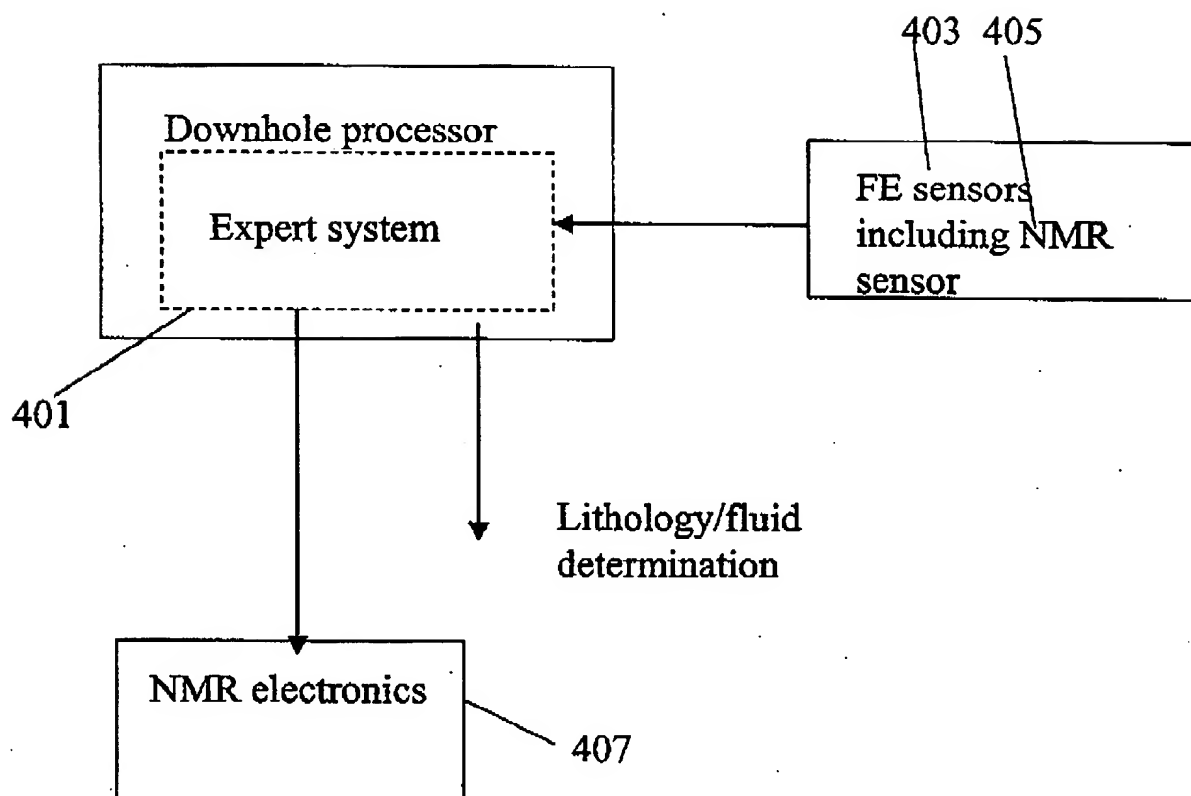 403 405
Downhole processor
Expert system
FE sensors
including NMR
sensor
401
Lithology/fluid
determination
NMR electronics
407